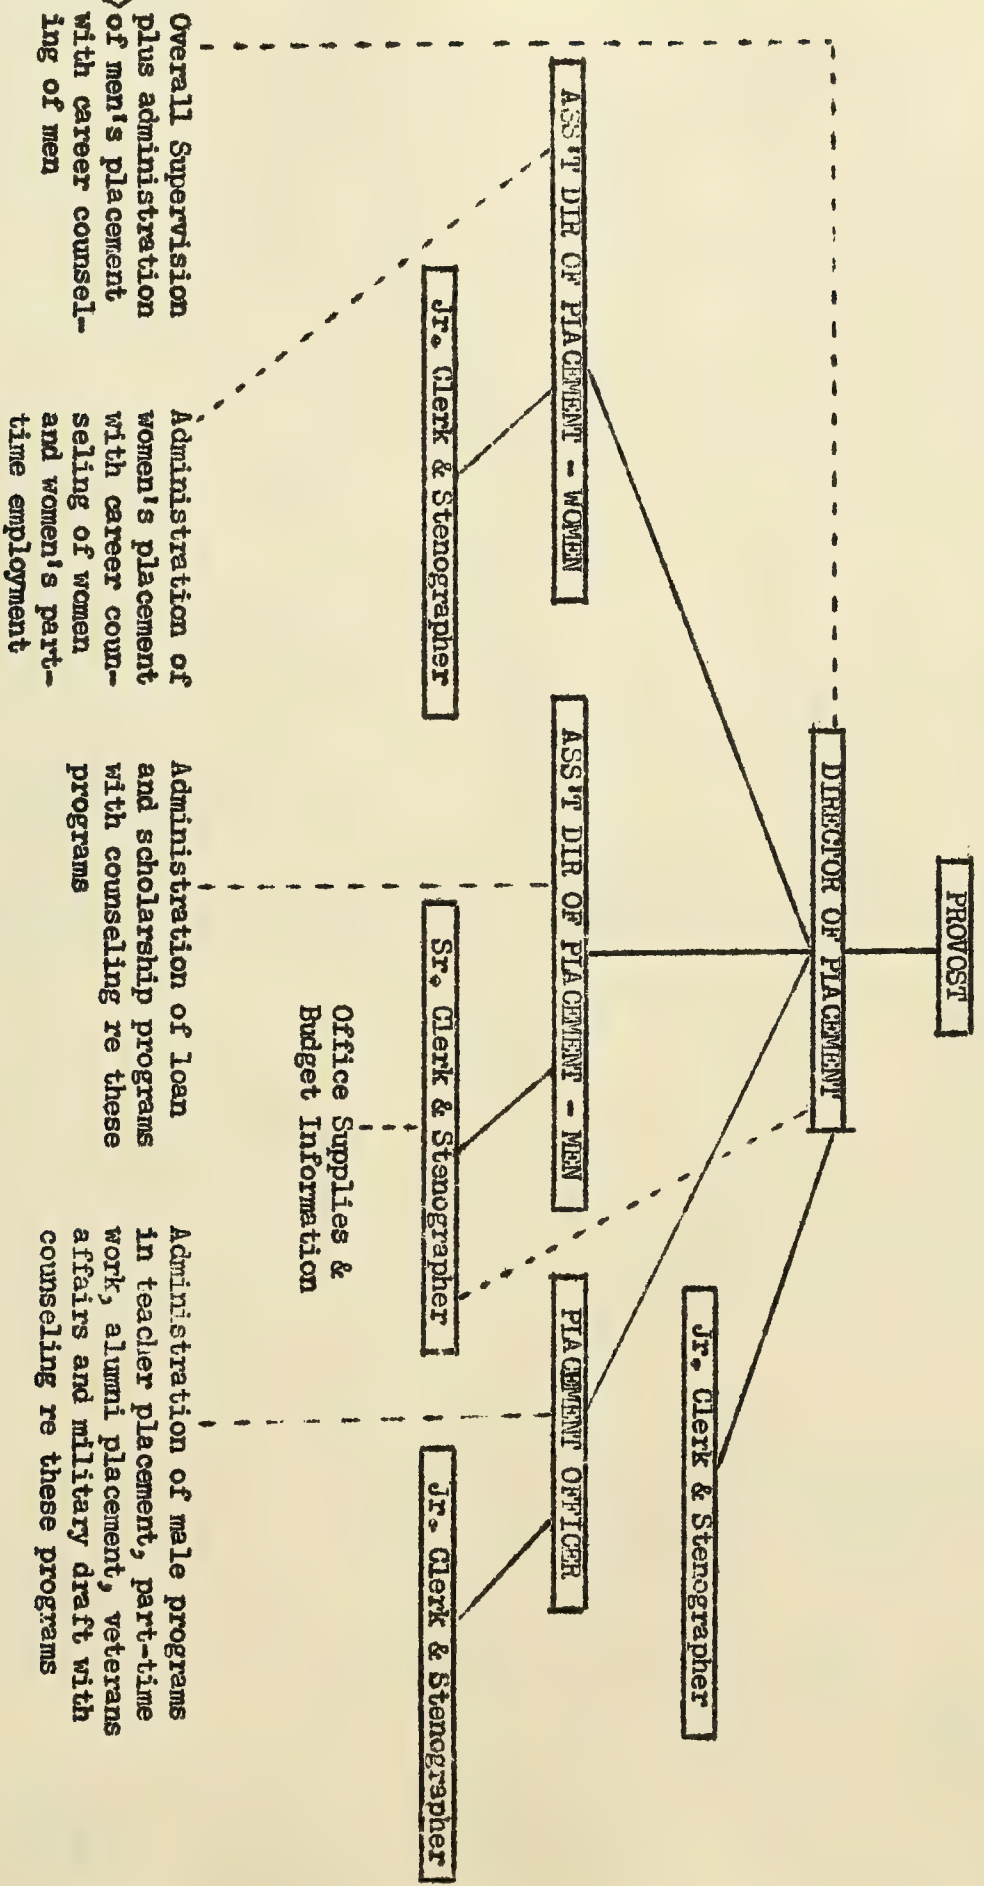 PROVOST
DIRECTOR OF PLACEMENT
Jr. Clerk & Stenographer
ASS'T DIR OF PLACEMENT - WOMEN
ASS'T DIR OF PLACEMENT - MEN
PLACEMENT OFFICER
Jr. Clerk & Stenographer
Sr. Clerk & Stenographer
Jr. Clerk & Stenographer
Office Supplies &
Budget Information
Overall Supervision
plus administration
of men's placement
with career counsel-
ing of men
Administration of
women's placement
with career coun-
seling of women
and women's part-
time employment
Administration of loan
and scholarship programs
with counseling re these
programs
Administration of male programs
in teacher placement, part-time
work, alumni placement, veterans
affairs and military draft with
counseling re these programs